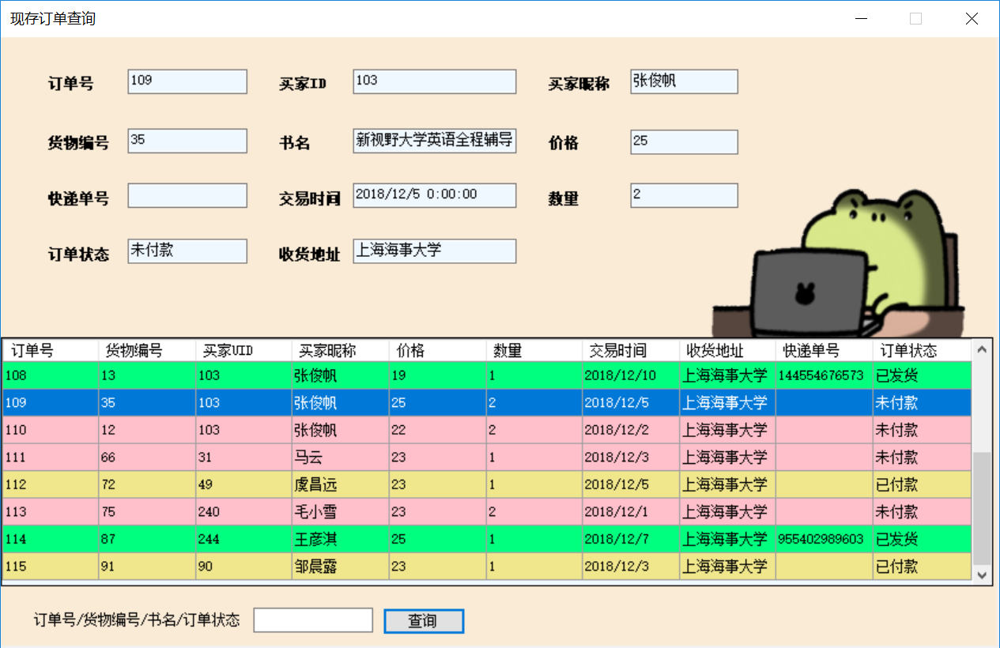 现存订单查询
订单号 109 买家ID 103 买家昵称 张俊帆
货物编号 35 书名 新视野大学英语全程辅导 价格 25
快递单号 交易时间 2018/12/5 0:00:00 数量 2
订单状态 未付款 收货地址 上海海事大学
订单号 货物编号 买家UID 买家昵称 价格 数量 交易时间 收货地址 快递单号 订单状态
108 13 103 张俊帆 19 1 2018/12/10 上海海事大学 144554676573 已发货
109 35 103 张俊帆 25 2 2018/12/5 上海海事大学 未付款
110 12 103 张俊帆 22 2 2018/12/2 上海海事大学 未付款
111 66 31 马云 23 1 2018/12/3 上海海事大学 未付款
112 72 49 虞昌远 23 1 2018/12/5 上海海事大学 已付款
113 75 240 毛小雪 23 2 2018/12/1 上海海事大学 未付款
114 87 244 王彦淇 25 1 2018/12/7 上海海事大学 955402989603 已发货
115 91 90 邹晨露 23 1 2018/12/3 上海海事大学 已付款
订单号/货物编号/书名/订单状态 查询